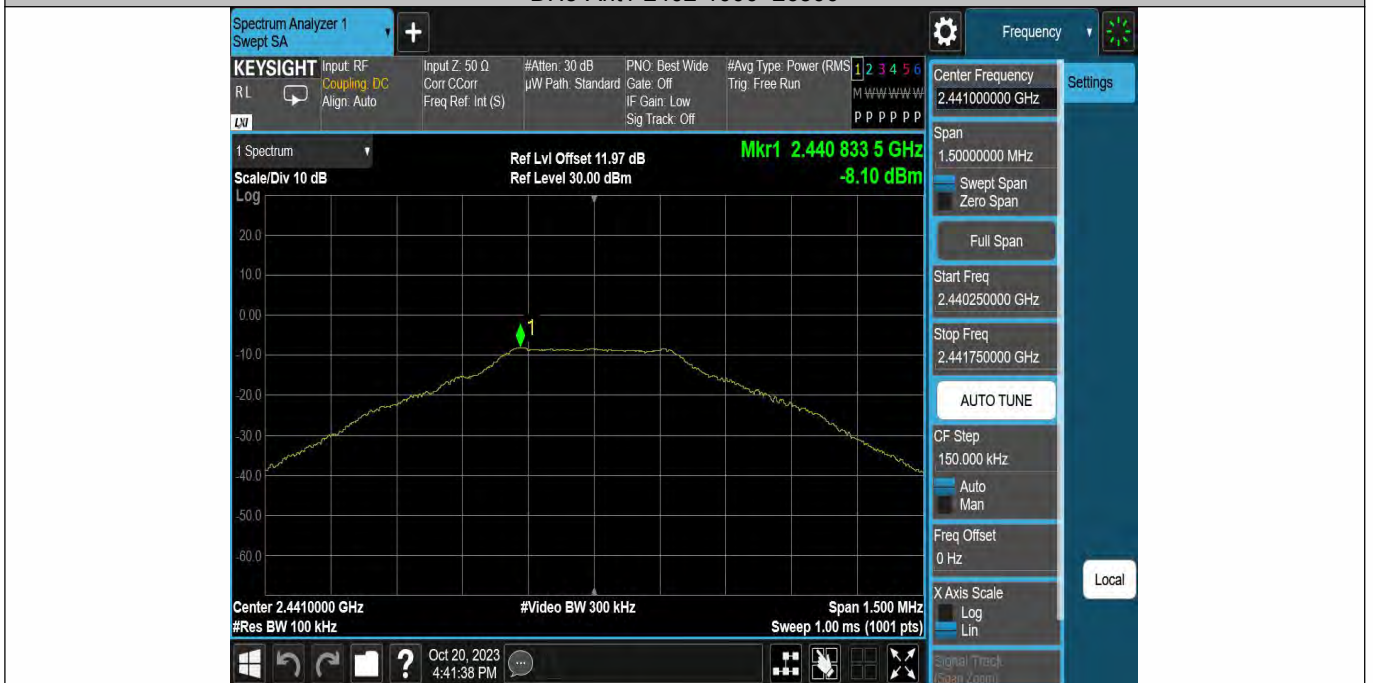 Spectrum Analyzer 1
Swept SA
+
Frequency
KEYSIGHT
RL
LXI
Input: RF
Coupling: DC
Align: Auto
Input Z: 50 Ω
Corr CCorr
Freq Ref: Int (S)
#Atten: 30 dB
µW Path: Standard
PNO: Best Wide
Gate: Off
IF Gain: Low
Sig Track: Off
#Avg Type: Power (RMS
Trig: Free Run
1 2 3 4 5 6
M W W W W W
P P P P P P
1 Spectrum
Scale/Div 10 dB
Ref Lvl Offset 11.97 dB
Ref Level 30.00 dBm
Mkr1 2.440 833 5 GHz
-8.10 dBm
Log
20.0
10.0
0.00
-10.0
-20.0
-30.0
-40.0
-50.0
-60.0
1
Center 2.4410000 GHz
#Res BW 100 kHz
#Video BW 300 kHz
Span 1.500 MHz
Sweep 1.00 ms (1001 pts)
Oct 20, 2023
4:41:38 PM
Center Frequency
2.441000000 GHz
Settings
Span
1.50000000 MHz
Swept Span
Zero Span
Full Span
Start Freq
2.440250000 GHz
Stop Freq
2.441750000 GHz
AUTO TUNE
CF Step
150.000 kHz
Auto
Man
Freq Offset
0 Hz
X Axis Scale
Log
Lin
Signal Track
(Span Zoom)
Local